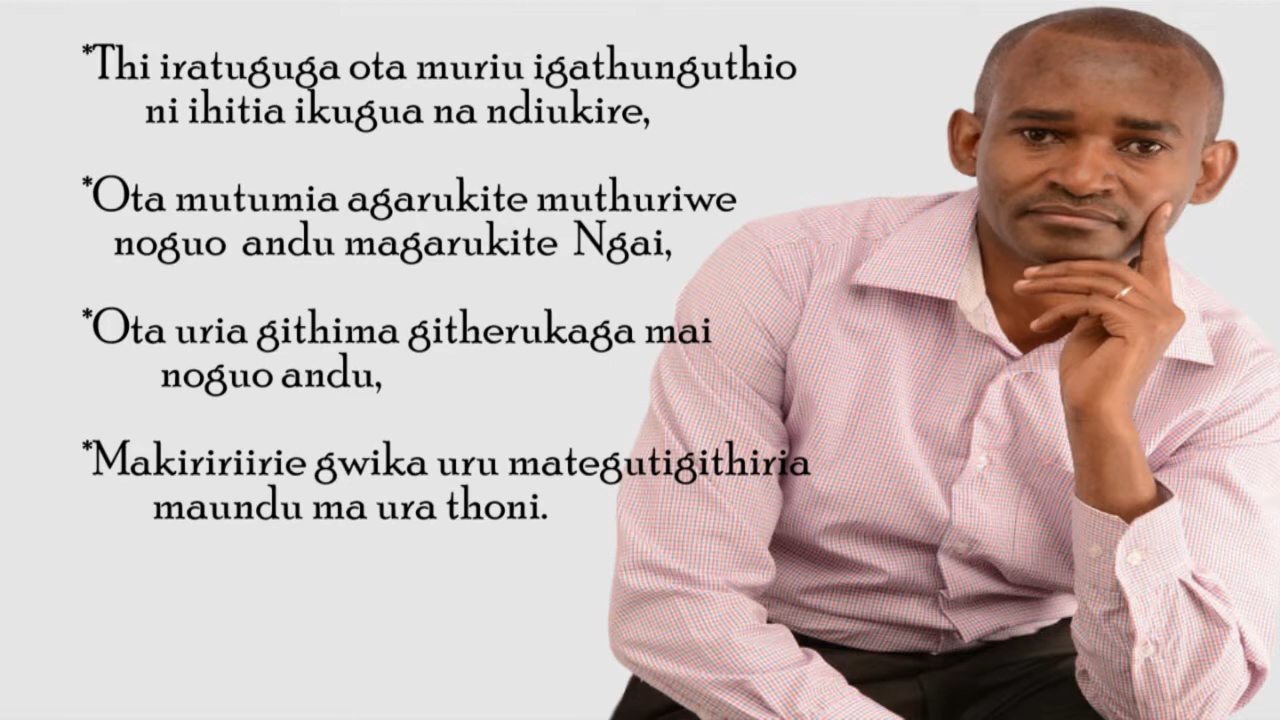 *Thi iratuguga ota muriu igathunguthio
ni ihitia ikugua na ndiukire,
*Ota mutumia agarukite muthuriwe
noguo andu magarukite Ngai,
*Ota uria githima githerukaga mai
noguo andu,
*Makiririirie gwika uru mategutigithiria
maundu ma ura thoni.